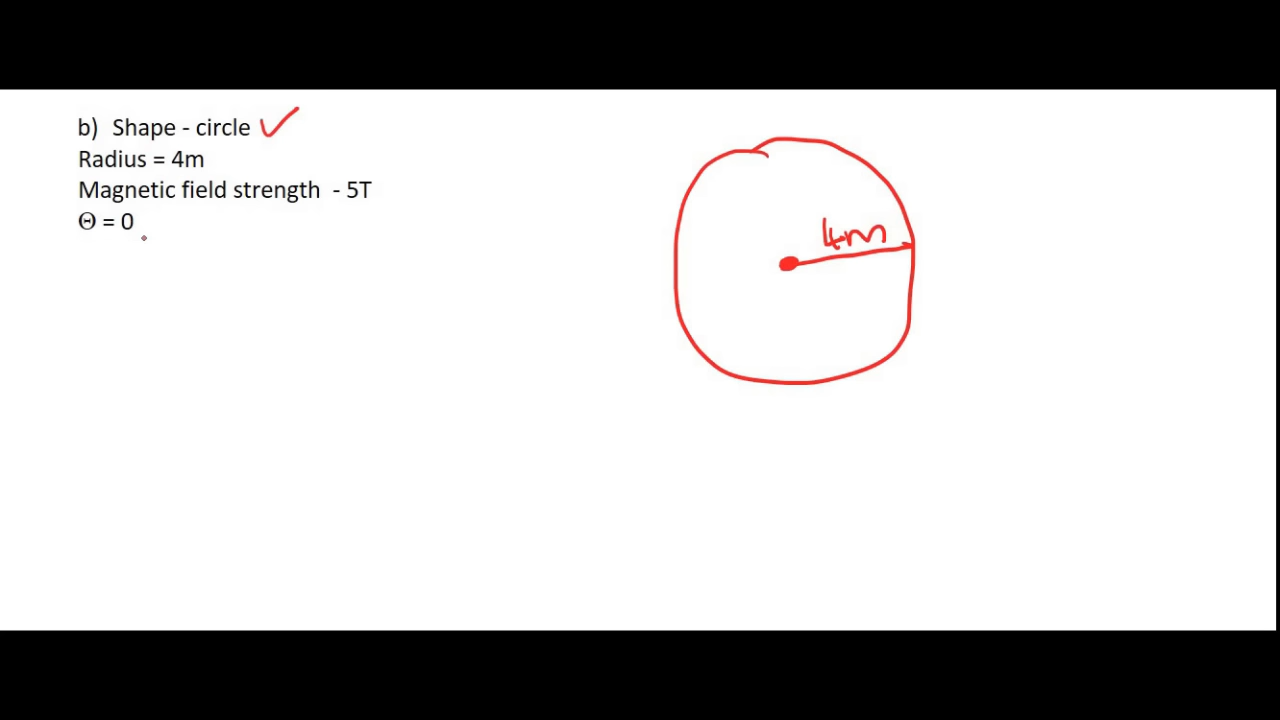 b) Shape - circle
Radius = 4m
Magnetic field strength - 5T
Θ = 0
4m